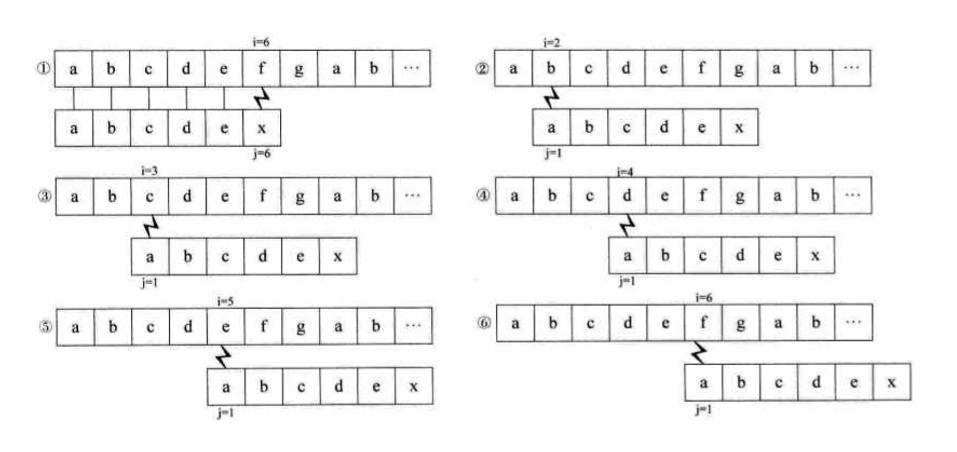 i=6
① a b c d e f g a b ...
a b c d e x
j=6
i=2
② a b c d e f g a b ...
a b c d e x
j=1
i=3
③ a b c d e f g a b ...
a b c d e x
j=1
i=4
④ a b c d e f g a b ...
a b c d e x
j=1
i=5
⑤ a b c d e f g a b ...
a b c d e x
j=1
i=6
⑥ a b c d e f g a b ...
a b c d e x
j=1